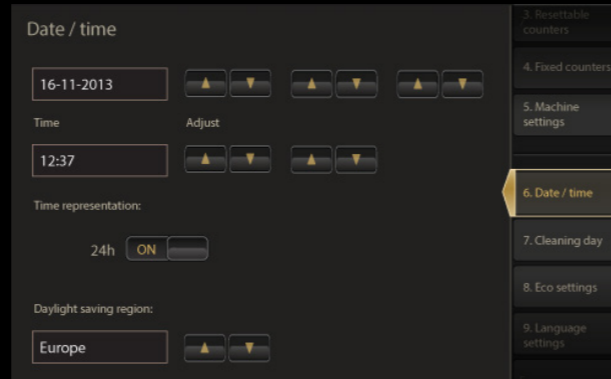 Date / time
16-11-2013
Time
Adjust
12:37
Time representation:
24h
ON
Daylight saving region:
Europe
3. Resettable
counters
4. Fixed counters
5. Machine
settings
6. Date / time
7. Cleaning day
8. Eco settings
9. Language
settings